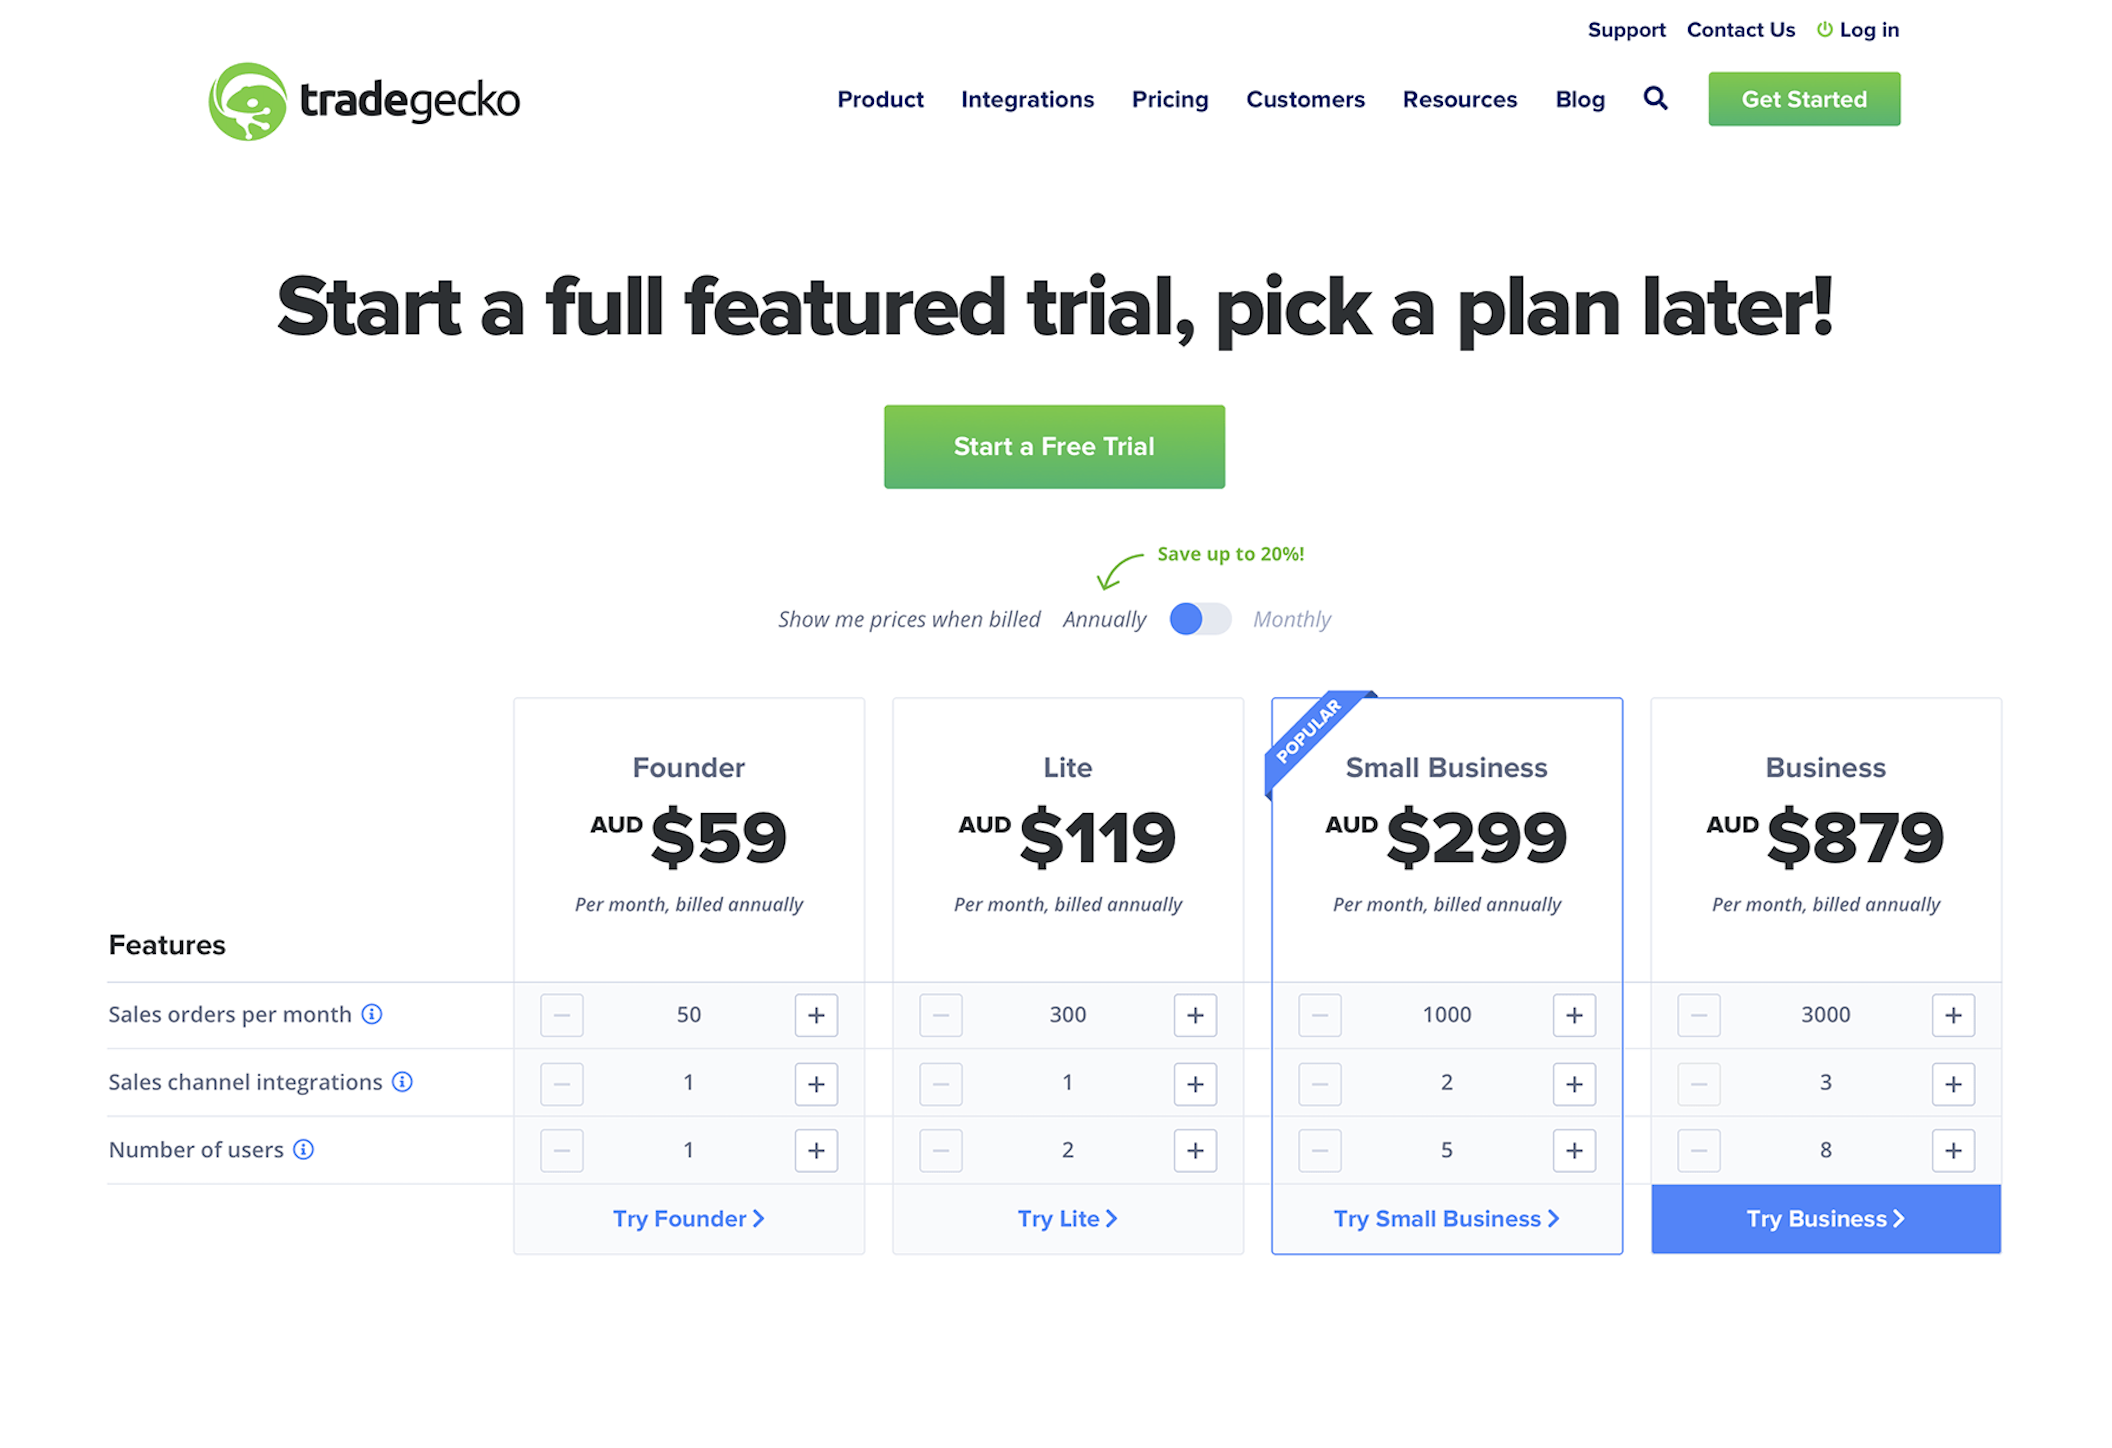 Support Contact Us Log in
tradegecko
Product Integrations Pricing Customers Resources Blog Get Started
Start a full featured trial, pick a plan later!
Start a Free Trial
Save up to 20%!
Show me prices when billed Annually Monthly
POPULAR
Founder Lite Small Business Business
AUD $59 AUD $119 AUD $299 AUD $879
Per month, billed annually Per month, billed annually Per month, billed annually Per month, billed annually
Features
Sales orders per month 50 300 1000 3000
Sales channel integrations 1 1 2 3
Number of users 1 2 5 8
Try Founder Try Lite Try Small Business Try Business